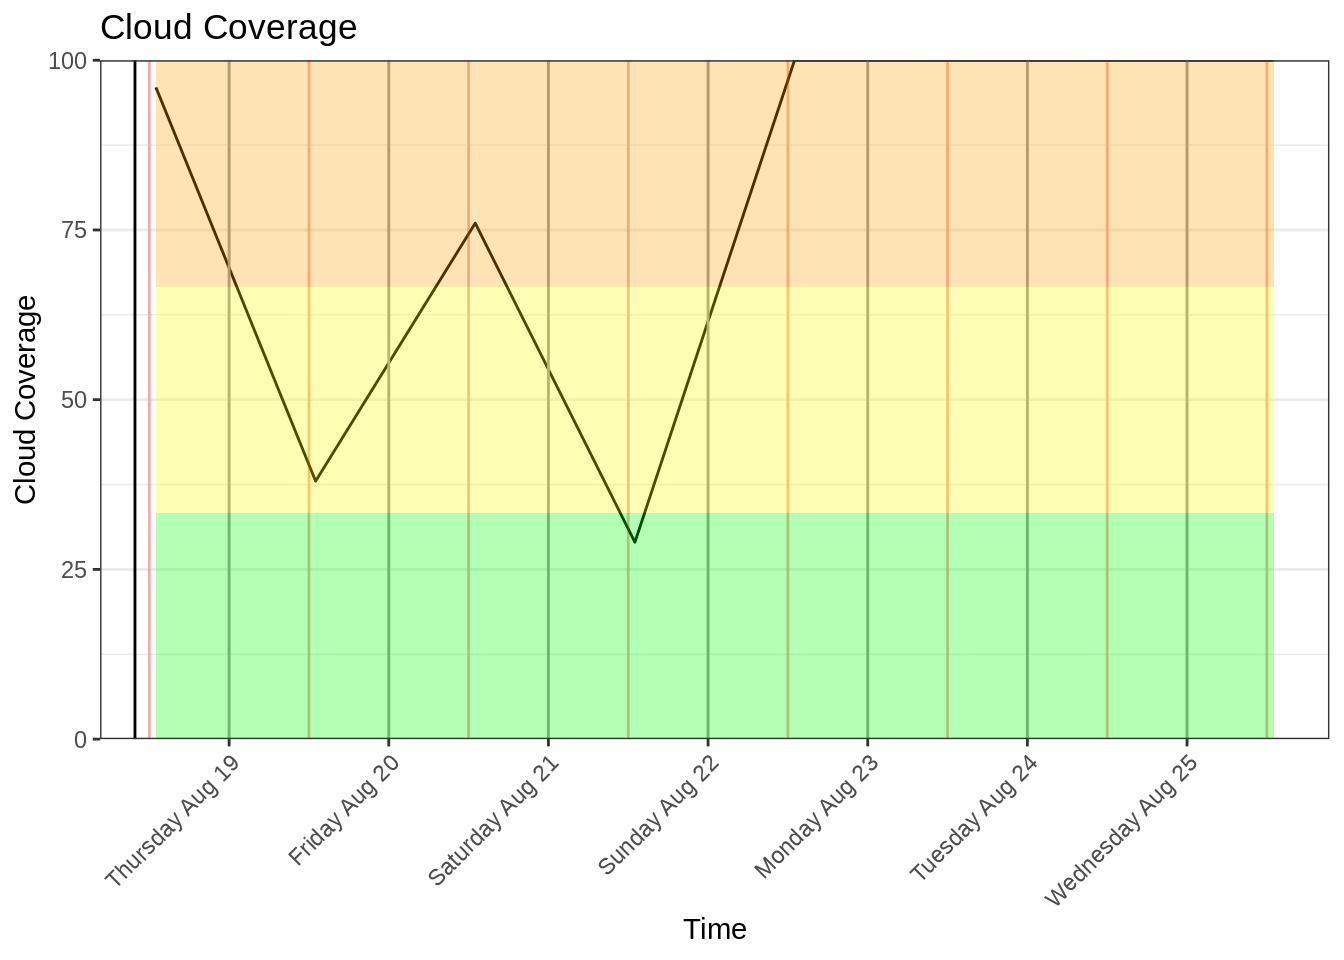 Cloud Coverage
100
75
50
25
0
Cloud Coverage
Thursday Aug 19
Friday Aug 20
Saturday Aug 21
Sunday Aug 22
Monday Aug 23
Tuesday Aug 24
Wednesday Aug 25
Time